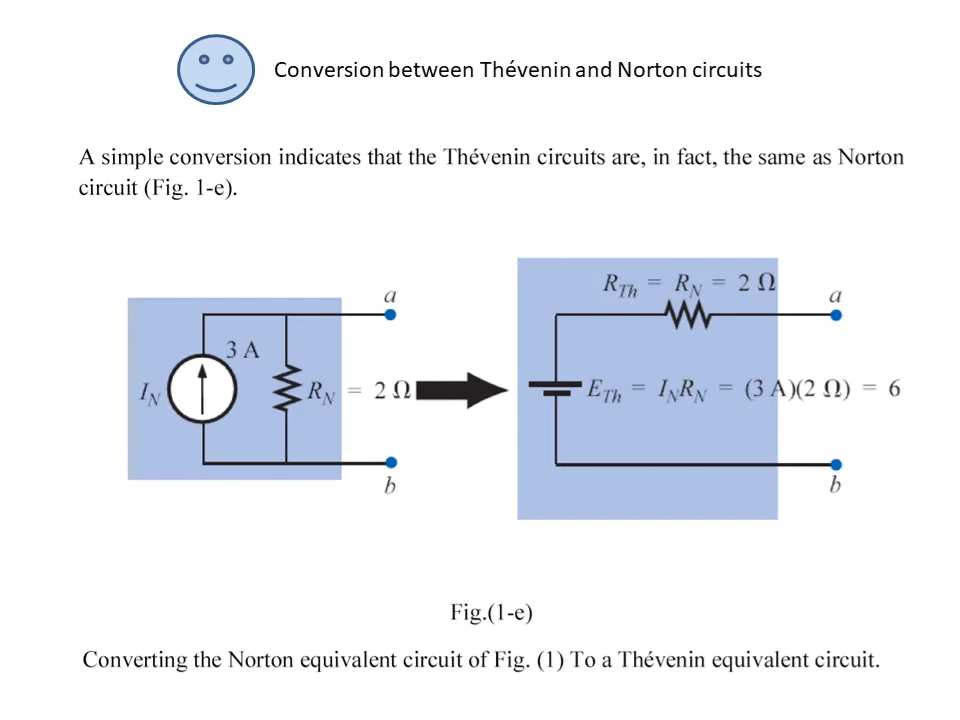 Conversion between Thévenin and Norton circuits
A simple conversion indicates that the Thévenin circuits are, in fact, the same as Norton
circuit (Fig. 1-e).
a
3 A
I_N
R_N = 2 Ω
b
R_Th = R_N = 2 Ω
a
E_Th = I_N R_N = (3 A)(2 Ω) = 6
b
Fig.(1-e)
Converting the Norton equivalent circuit of Fig. (1) To a Thévenin equivalent circuit.